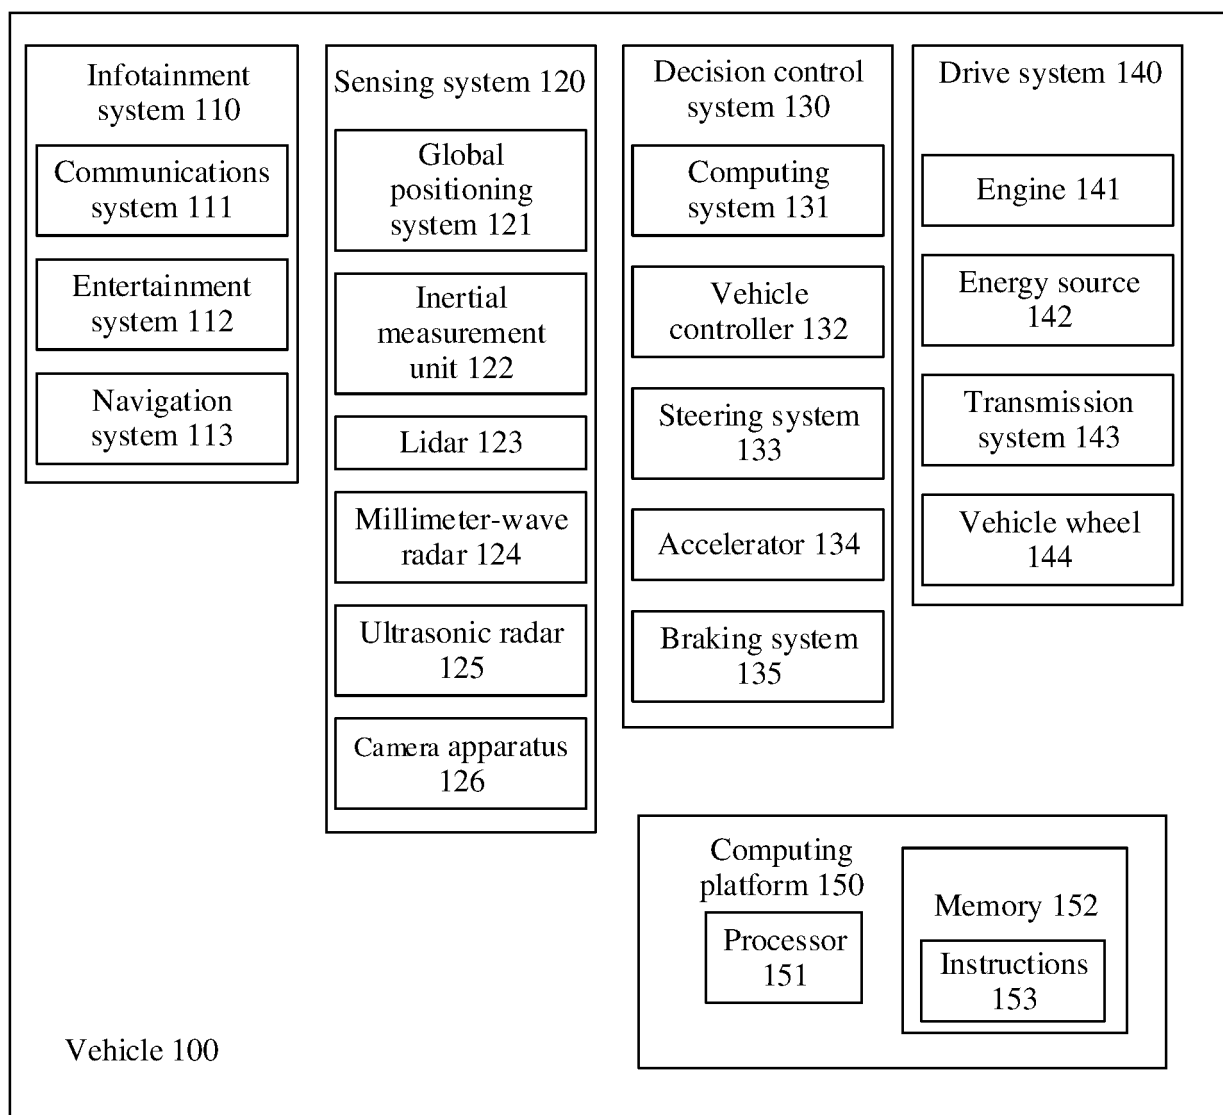 Infotainment
system 110
Communications
system 111
Entertainment
system 112
Navigation
system 113
Sensing system 120
Global
positioning
system 121
Inertial
measurement
unit 122
Lidar 123
Millimeter-wave
radar 124
Ultrasonic radar
125
Camera apparatus
126
Decision control
system 130
Computing
system 131
Vehicle
controller 132
Steering system
133
Accelerator 134
Braking system
135
Drive system 140
Engine 141
Energy source
142
Transmission
system 143
Vehicle wheel
144
Computing
platform 150
Processor
151
Memory 152
Instructions
153
Vehicle 100